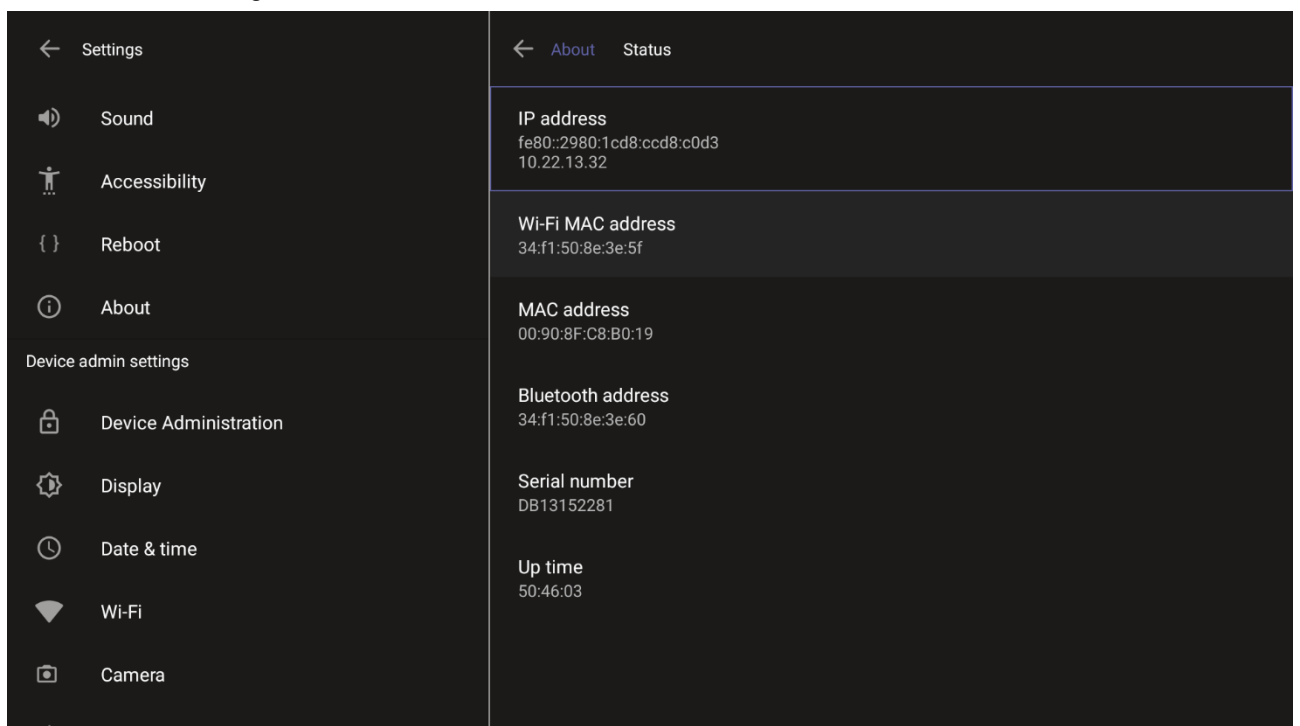 Settings
Sound
Accessibility
{ } Reboot
About
Device admin settings
Device Administration
Display
Date & time
Wi-Fi
Camera
About Status
IP address
fe80::2980:1cd8:ccd8:c0d3
10.22.13.32
Wi-Fi MAC address
34:f1:50:8e:3e:5f
MAC address
00:90:8F:C8:B0:19
Bluetooth address
34:f1:50:8e:3e:60
Serial number
DB13152281
Up time
50:46:03